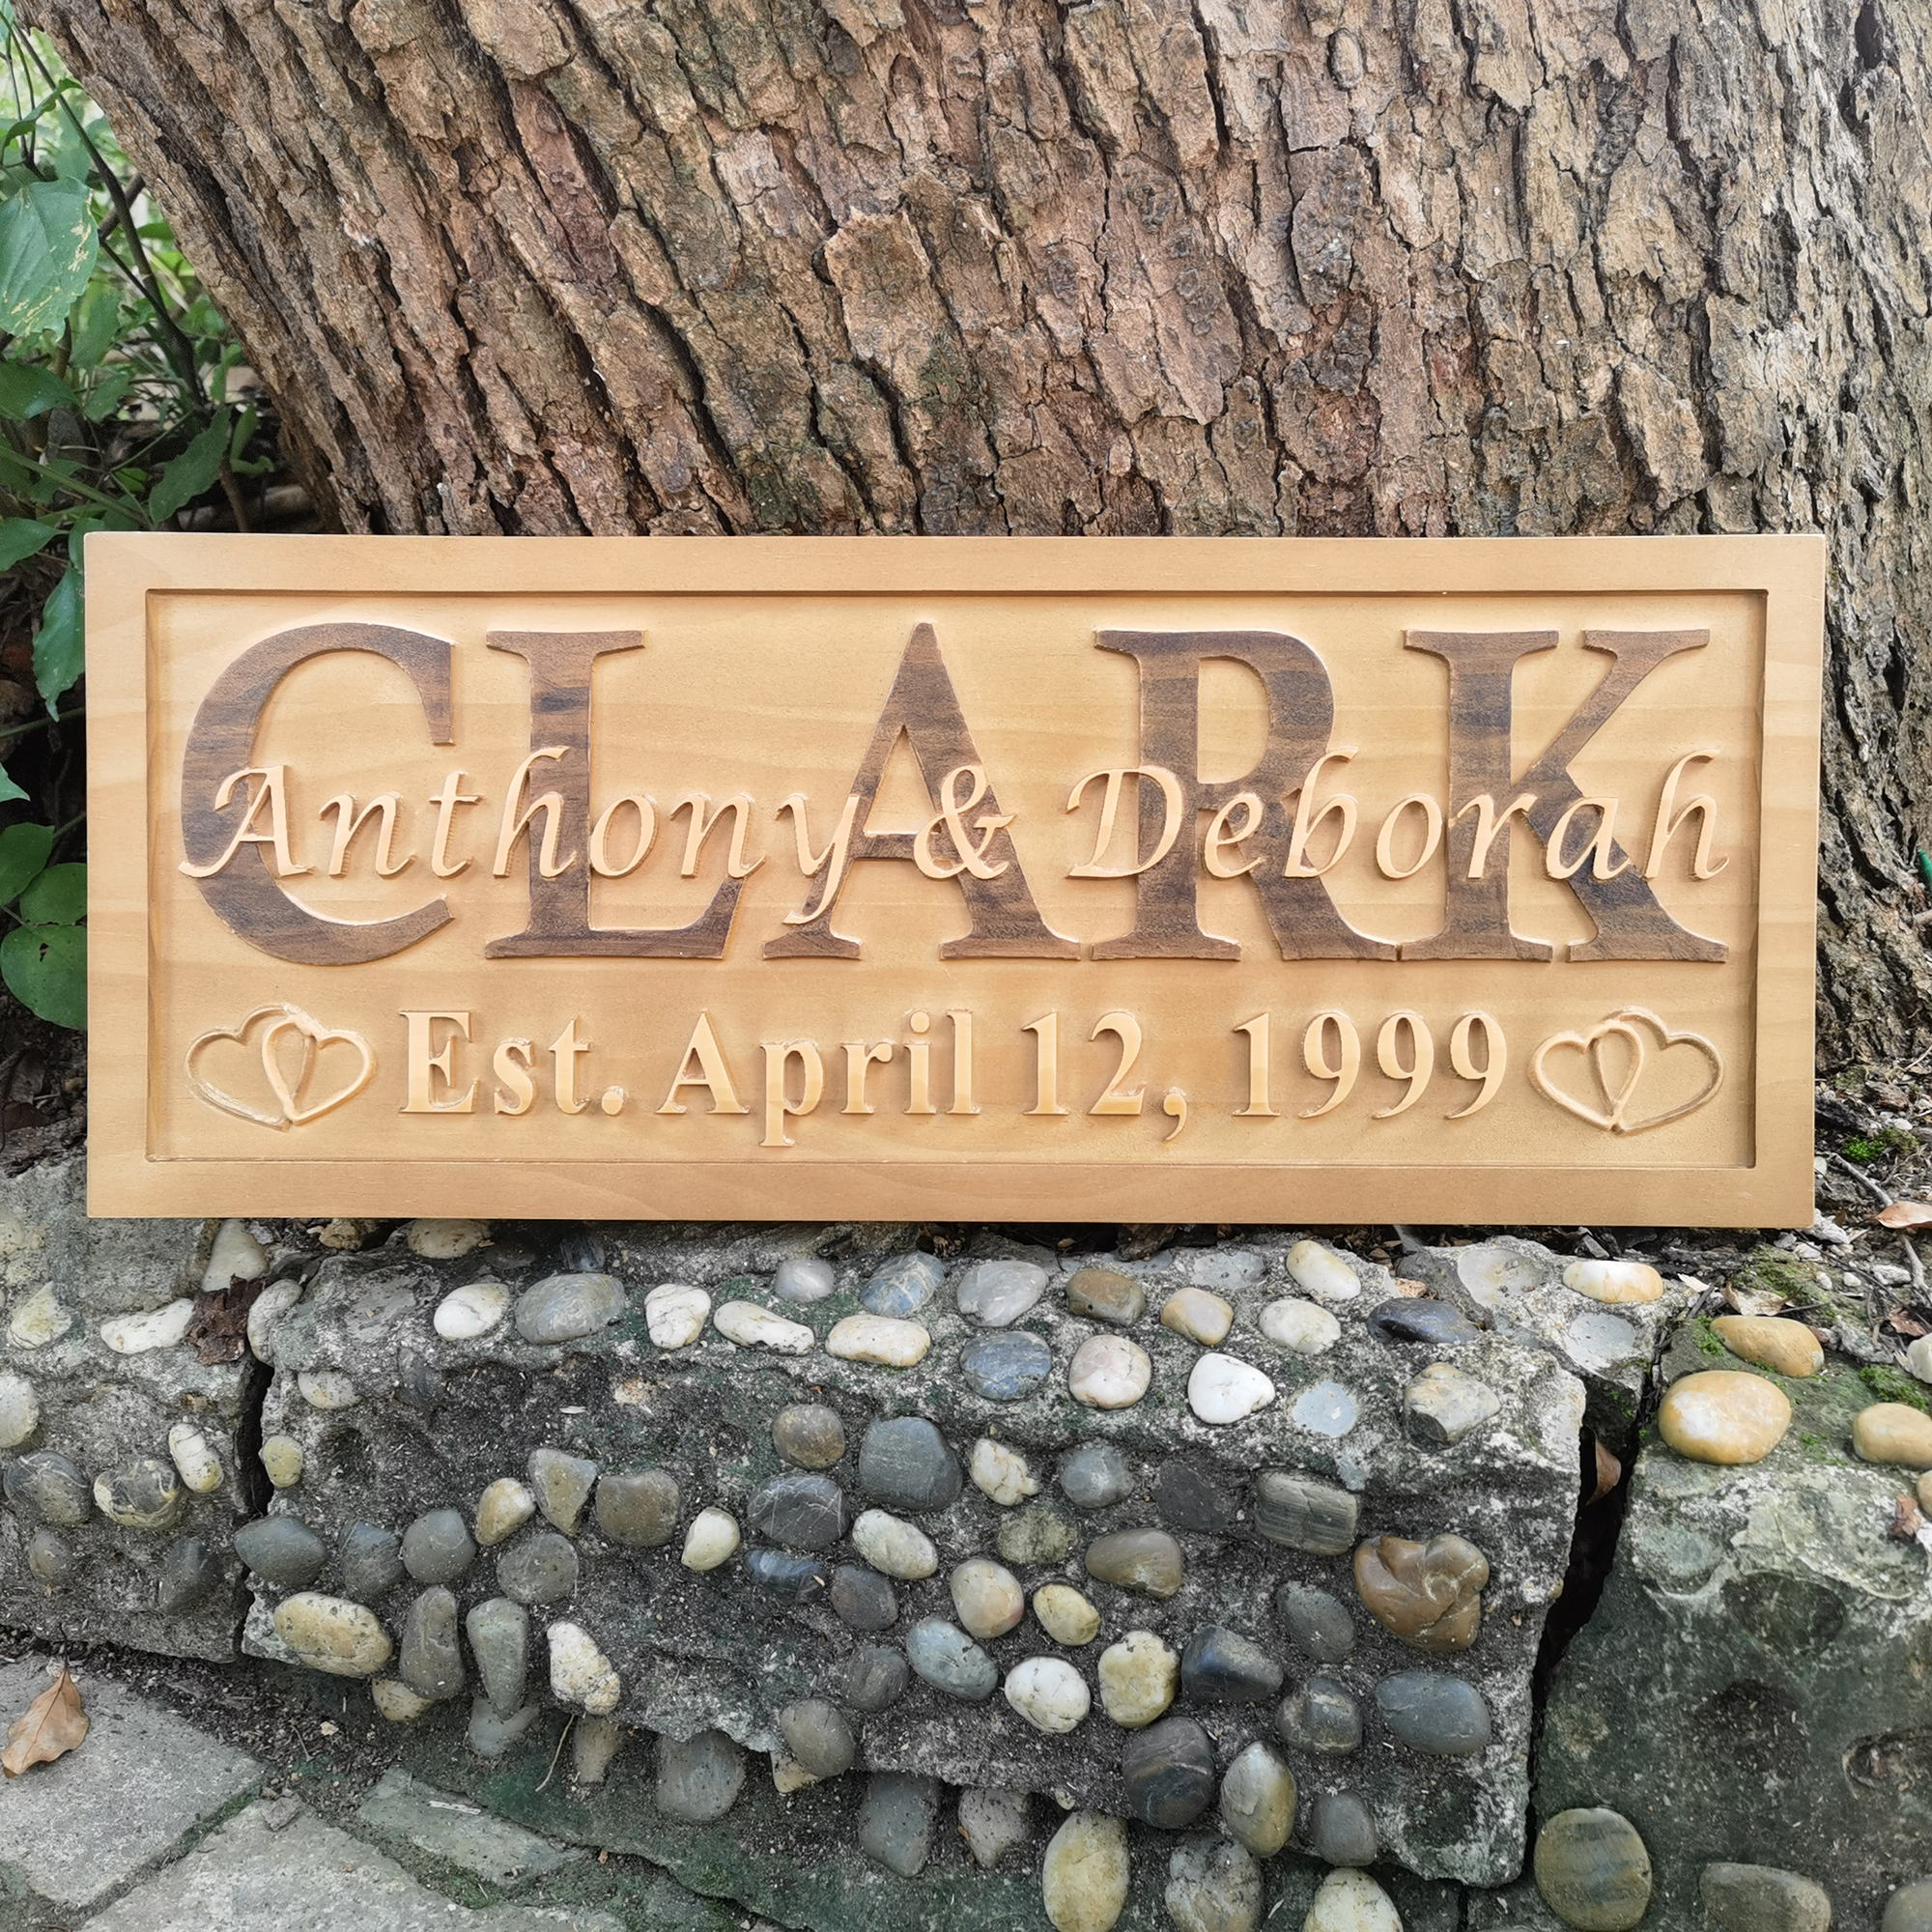 CLARK
Anthony & Deborah
Est. April 12, 1999